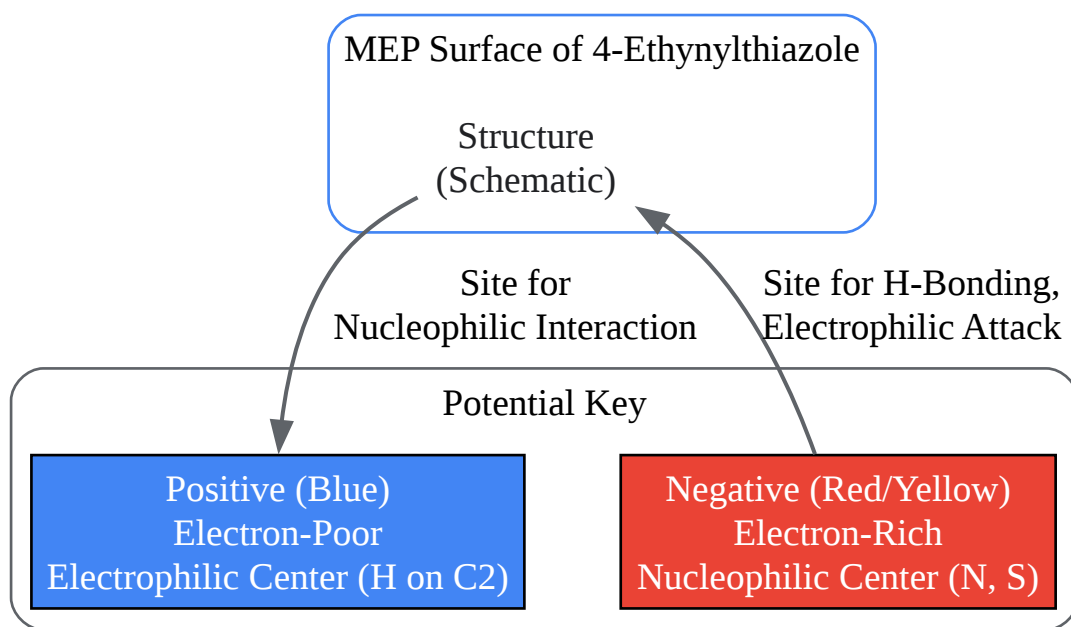 MEP Surface of 4-Ethynylthiazole
Structure
(Schematic)
Site for
Nucleophilic Interaction
Site for H-Bonding,
Electrophilic Attack
Potential Key
Positive (Blue)
Electron-Poor
Electrophilic Center (H on C2)
Negative (Red/Yellow)
Electron-Rich
Nucleophilic Center (N, S)